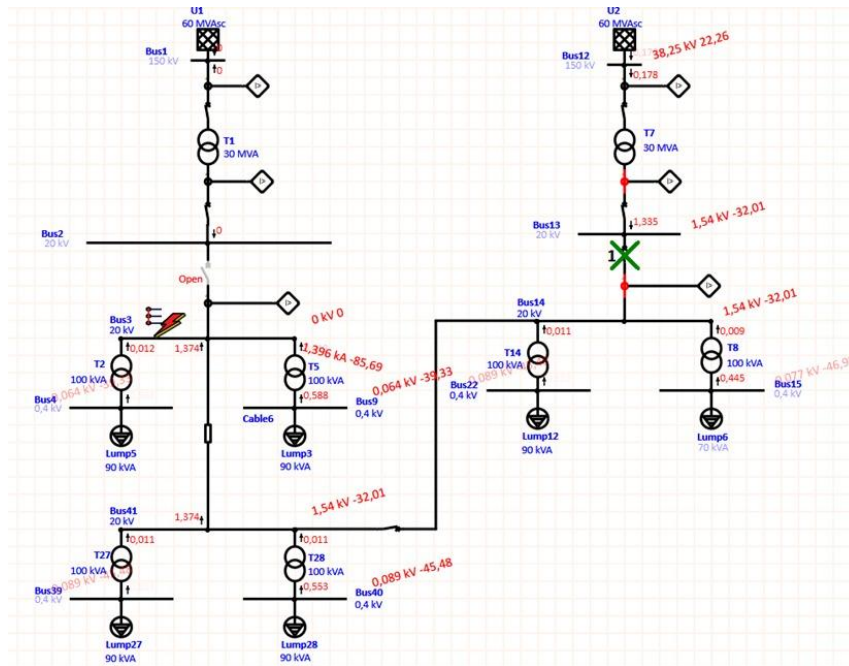 U1
60 MVAsc
Bus1
150 kV
0
T1
30 MVA
Bus2
20 kV
0
Open
Bus3
20 kV
0 kV 0
0,012
1,374
1,396 kA -85,69
T2
100 kVA
T5
100 kVA
0,064 kV -39,33
0,588
Bus4
0,4 kV
Cable6
Bus9
0,4 kV
Lump5
90 kVA
Lump3
90 kVA
Bus41
20 kV
1,374
1,54 kV -32,01
0,011
0,011
T27
100 kVA
T28
100 kVA
0,553
0,089 kV -45,48
Bus39
0,4 kV
Bus40
0,4 kV
Lump27
90 kVA
Lump28
90 kVA
U2
60 MVAsc
Bus12
150 kV
38,25 kV 22,26
0,178
T7
30 MVA
Bus13
20 kV
1,335
1,54 kV -32,01
1
Bus14
20 kV
1,54 kV -32,01
0,011
0,009
T14
100 kVA
T8
100 kVA
0,445
Bus22
0,4 kV
Bus15
0,4 kV
0,077 kV -46,9
Lump12
90 kVA
Lump6
70 kVA